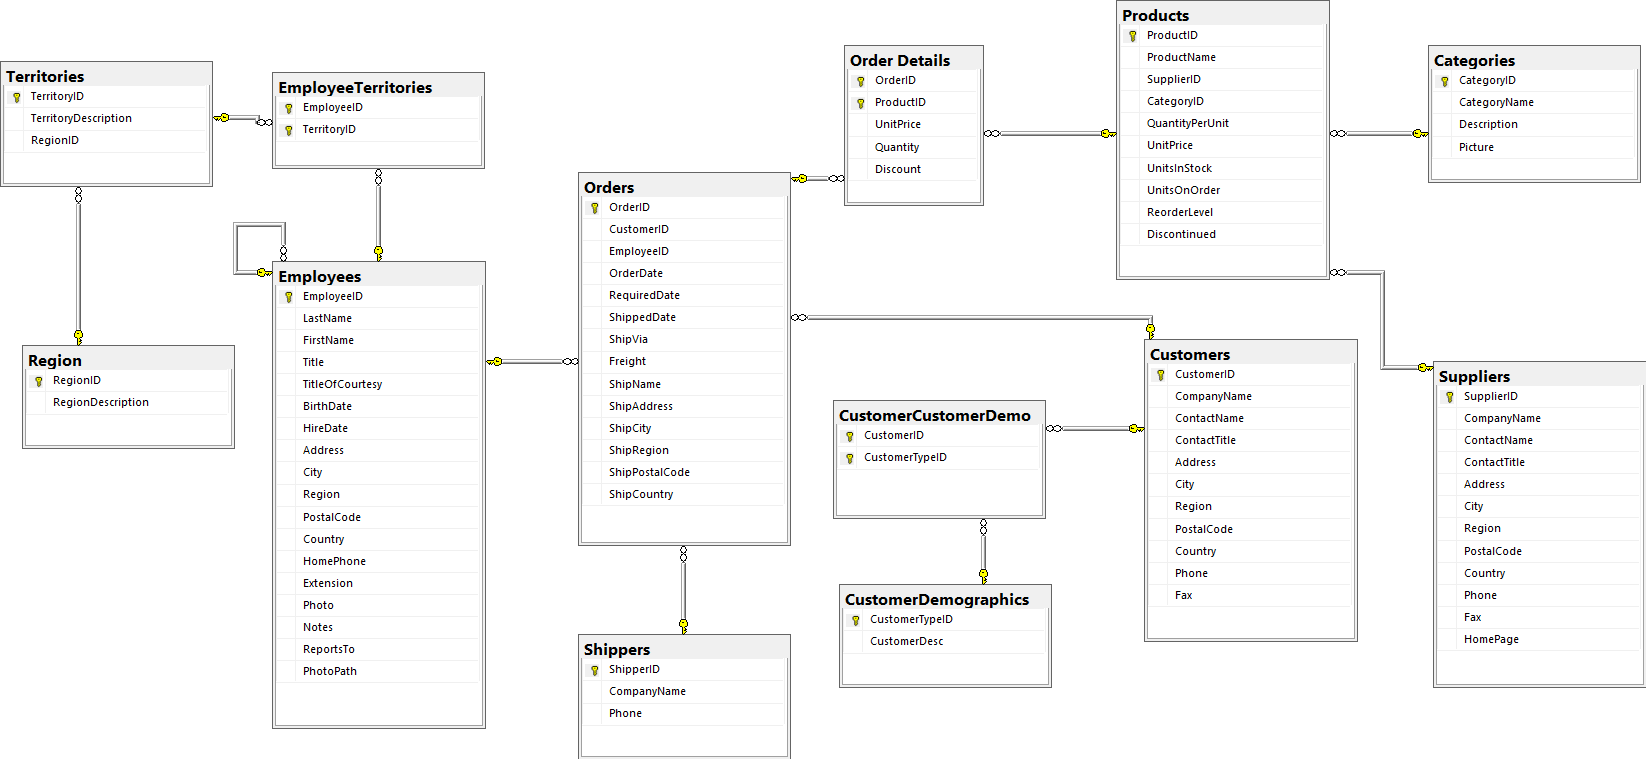 Territories
TerritoryID
TerritoryDescription
RegionID
EmployeeTerritories
EmployeeID
TerritoryID
Region
RegionID
RegionDescription
Employees
EmployeeID
LastName
FirstName
Title
TitleOfCourtesy
BirthDate
HireDate
Address
City
Region
PostalCode
Country
HomePhone
Extension
Photo
Notes
ReportsTo
PhotoPath
Orders
OrderID
CustomerID
EmployeeID
OrderDate
RequiredDate
ShippedDate
ShipVia
Freight
ShipName
ShipAddress
ShipCity
ShipRegion
ShipPostalCode
ShipCountry
Shippers
ShipperID
CompanyName
Phone
Order Details
OrderID
ProductID
UnitPrice
Quantity
Discount
CustomerCustomerDemo
CustomerID
CustomerTypeID
CustomerDemographics
CustomerTypeID
CustomerDesc
Products
ProductID
ProductName
SupplierID
CategoryID
QuantityPerUnit
UnitPrice
UnitsInStock
UnitsOnOrder
ReorderLevel
Discontinued
Customers
CustomerID
CompanyName
ContactName
ContactTitle
Address
City
Region
PostalCode
Country
Phone
Fax
Categories
CategoryID
CategoryName
Description
Picture
Suppliers
SupplierID
CompanyName
ContactName
ContactTitle
Address
City
Region
PostalCode
Country
Phone
Fax
HomePage